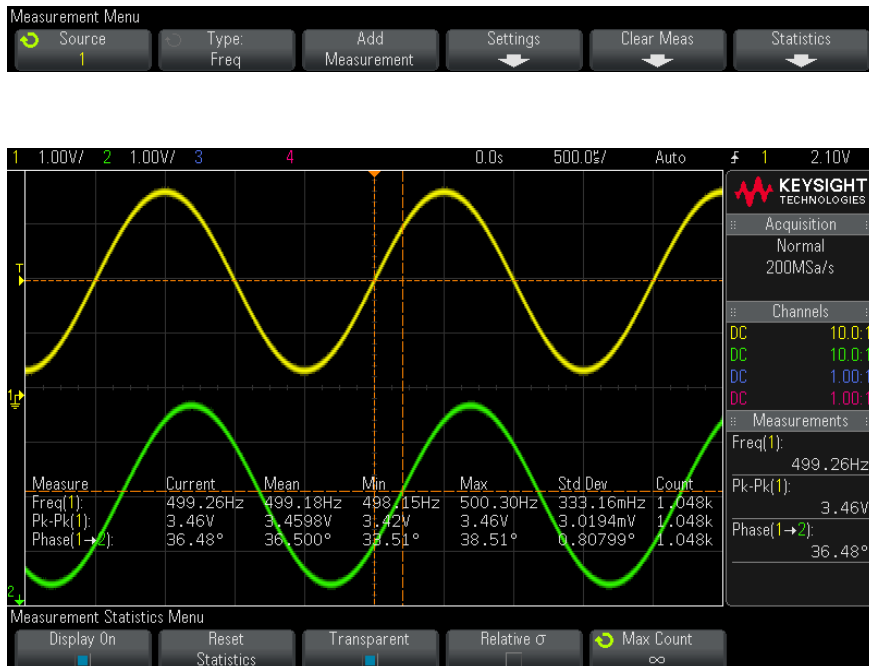 Measurement Menu
Source Type: Add Settings Clear Meas Statistics
1 Freq Measurement
1 1.00V/ 2 1.00V/ 3 4 0.0s 500.0µs/ Auto 1 2.10V
KEYSIGHT
TECHNOLOGIES
Acquisition
Normal
200MSa/s
Channels
DC 10.0:1
DC 10.0:1
DC 1.00:1
DC 1.00:1
Measurements
Freq(1):
499.26Hz
Pk-Pk(1):
3.46V
Phase(1→2):
36.48°
T
1
2
Measure Current Mean Min Max Std Dev Count
Freq(1): 499.26Hz 499.18Hz 498.15Hz 500.30Hz 333.16mHz 1.048k
Pk-Pk(1): 3.46V 3.4598V 3.42V 3.46V 3.0194mV 1.048k
Phase(1→2): 36.48° 36.500° 33.51° 38.51° 0.80799° 1.048k
Measurement Statistics Menu
Display On Reset Transparent Relative σ Max Count
Statistics ∞